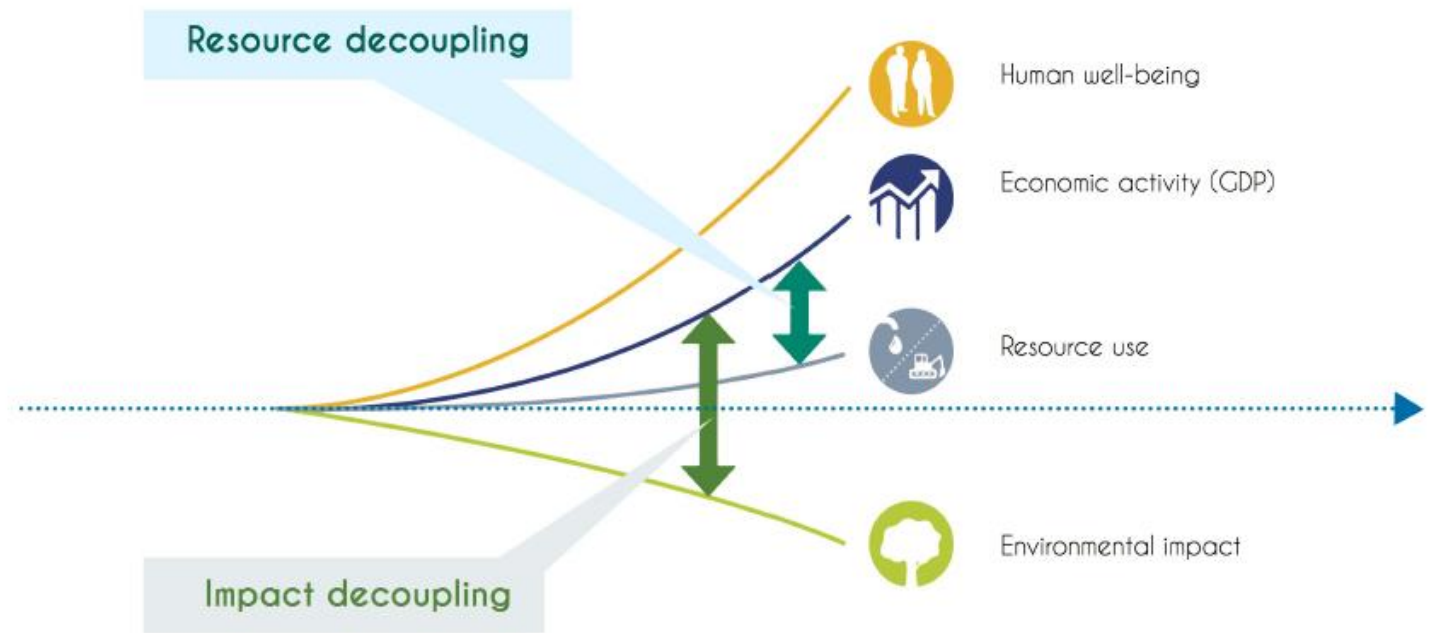 Resource decoupling
Human well-being
Economic activity (GDP)
Resource use
Environmental impact
Impact decoupling